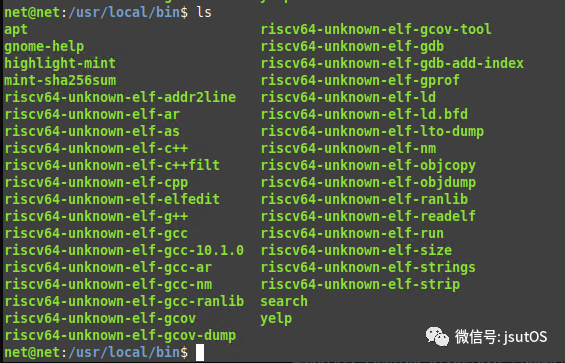 net@net:/usr/local/bin$ ls
apt riscv64-unknown-elf-gcov-tool
gnome-help riscv64-unknown-elf-gdb
highlight-mint riscv64-unknown-elf-gdb-add-index
mint-sha256sum riscv64-unknown-elf-gprof
riscv64-unknown-elf-addr2line riscv64-unknown-elf-ld
riscv64-unknown-elf-ar riscv64-unknown-elf-ld.bfd
riscv64-unknown-elf-as riscv64-unknown-elf-lto-dump
riscv64-unknown-elf-c++ riscv64-unknown-elf-nm
riscv64-unknown-elf-c++filt riscv64-unknown-elf-objcopy
riscv64-unknown-elf-cpp riscv64-unknown-elf-objdump
riscv64-unknown-elf-elfedit riscv64-unknown-elf-ranlib
riscv64-unknown-elf-g++ riscv64-unknown-elf-readelf
riscv64-unknown-elf-gcc riscv64-unknown-elf-run
riscv64-unknown-elf-gcc-10.1.0 riscv64-unknown-elf-size
riscv64-unknown-elf-gcc-ar riscv64-unknown-elf-strings
riscv64-unknown-elf-gcc-nm riscv64-unknown-elf-strip
riscv64-unknown-elf-gcc-ranlib search
riscv64-unknown-elf-gcov yelp
riscv64-unknown-elf-gcov-dump
net@net:/usr/local/bin$
微信号: jsutOS